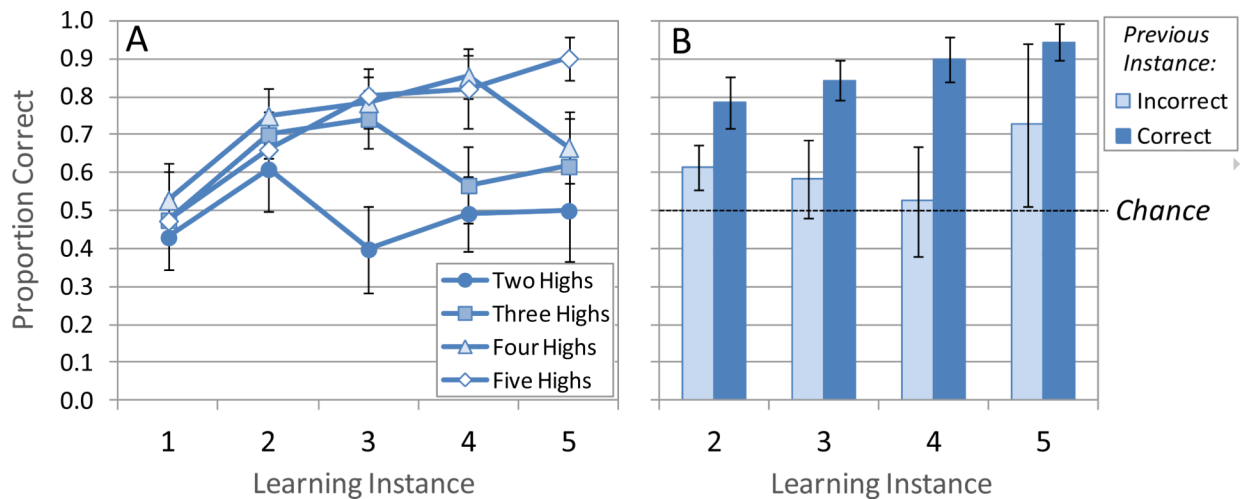 A
B
Proportion Correct
1.0
0.9
0.8
0.7
0.6
0.5
0.4
0.3
0.2
0.1
0.0
Two Highs
Three Highs
Four Highs
Five Highs
1 2 3 4 5
Learning Instance
Previous
Instance:
Incorrect
Correct
Chance
2 3 4 5
Learning Instance